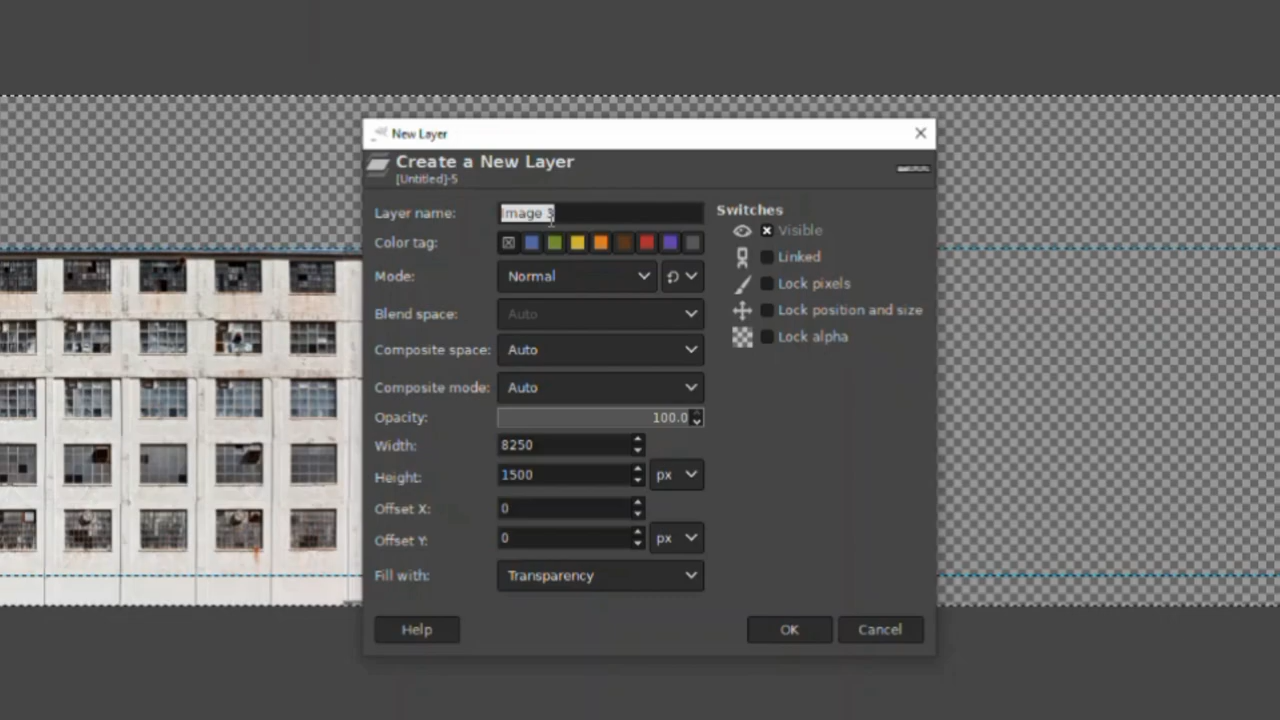 New Layer
Create a New Layer
[Untitled]-5
Layer name: Image 3
Color tag:
Mode: Normal
Blend space: Auto
Composite space: Auto
Composite mode: Auto
Opacity: 100.0
Width: 8250
Height: 1500 px
Offset X: 0
Offset Y: 0 px
Fill with: Transparency
Switches
Visible
Linked
Lock pixels
Lock position and size
Lock alpha
Help
OK
Cancel